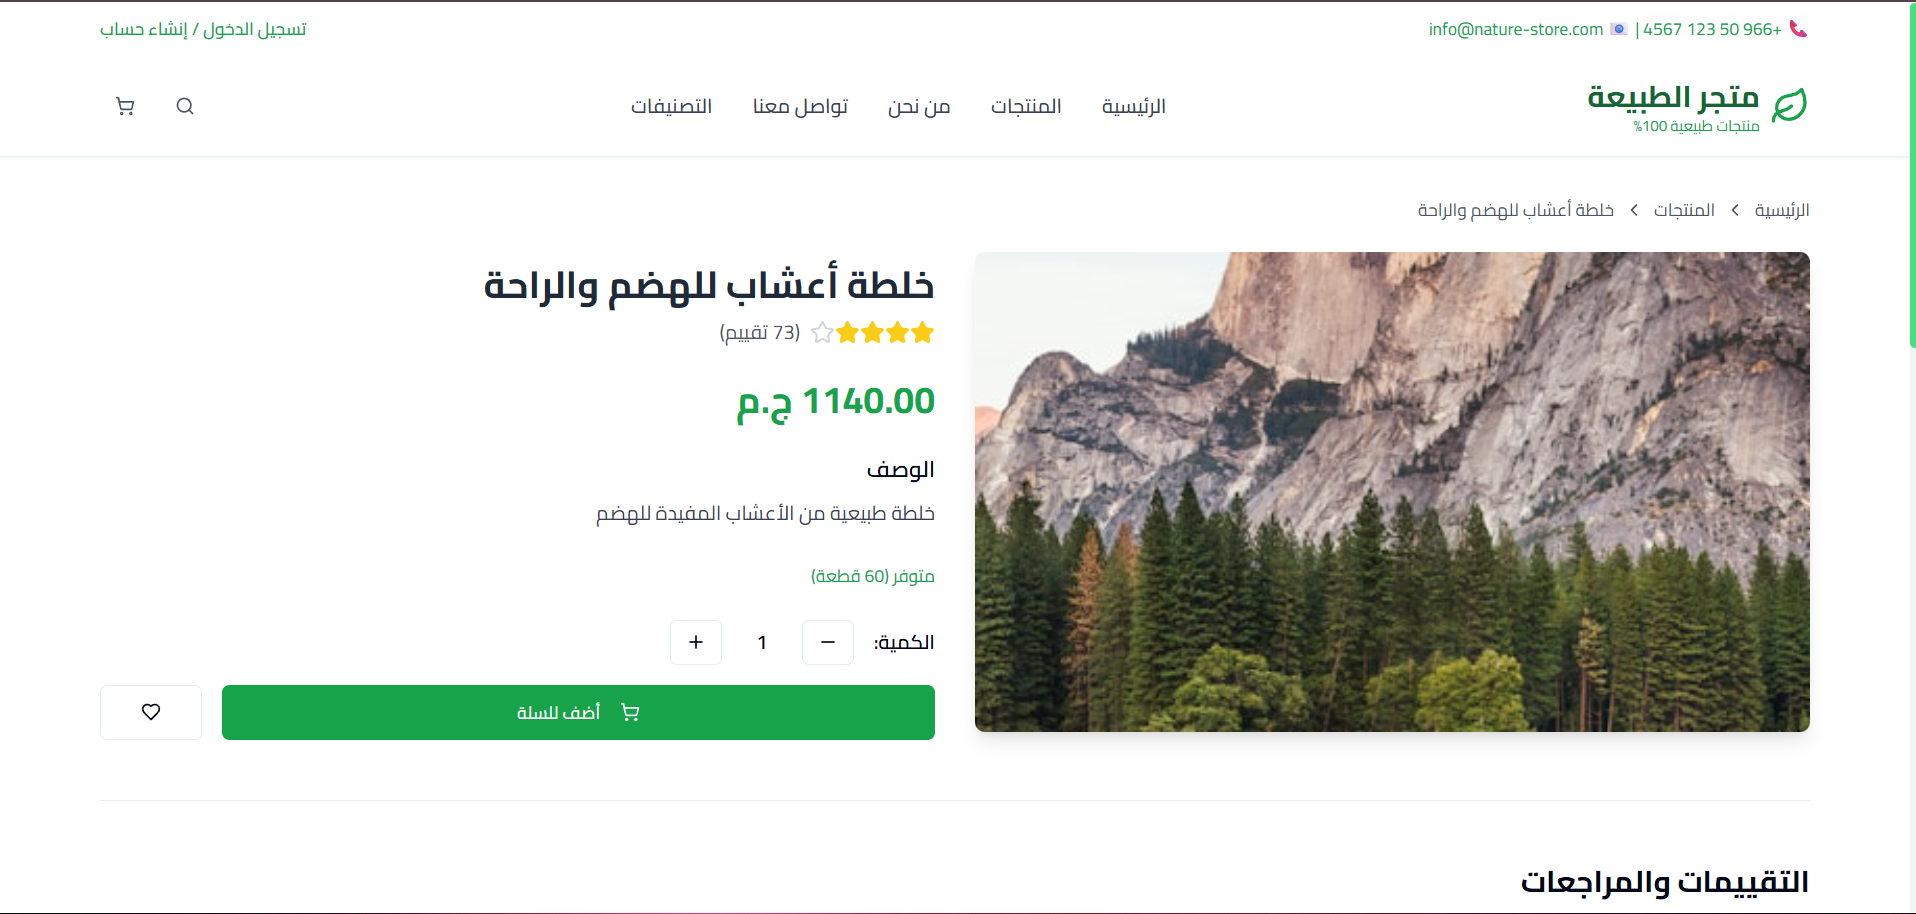 +966 50 123 4567 | info@nature-store.com
تسجيل الدخول / إنشاء حساب
متجر الطبيعة
منتجات طبيعية 100%
الرئيسية
المنتجات
من نحن
تواصل معنا
التصنيفات
الرئيسية
المنتجات
خلطة أعشاب للهضم والراحة
خلطة أعشاب للهضم والراحة
(73 تقييم)
1140.00 ج.م
الوصف
خلطة طبيعية من الأعشاب المفيدة للهضم
متوفر (60 قطعة)
الكمية:
− 1 +
أضف للسلة
التقييمات والمراجعات